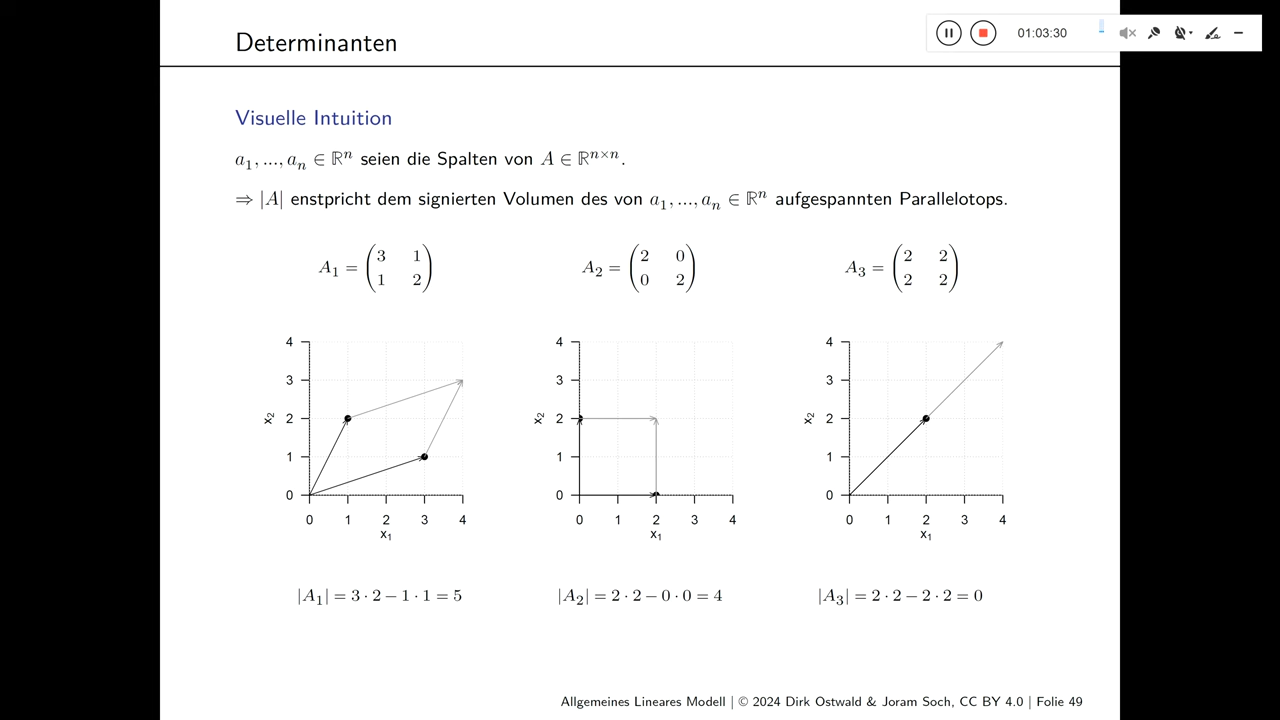 Determinanten
01:03:30
Visuelle Intuition
a₁, ..., aₙ ∈ ℝⁿ seien die Spalten von A ∈ ℝⁿˣⁿ.
⇒ |A| enstpricht dem signierten Volumen des von a₁, ..., aₙ ∈ ℝⁿ aufgespannten Parallelotops.
A₁ = (3 1 1 2) A₂ = (2 0 0 2) A₃ = (2 2 2 2)
4 4 4
3 3 3
x₂ 2 x₂ 2 x₂ 2
1 1 1
0 0 0
0 1 2 3 4 0 1 2 3 4 0 1 2 3 4
x₁ x₁ x₁
|A₁| = 3 · 2 − 1 · 1 = 5 |A₂| = 2 · 2 − 0 · 0 = 4 |A₃| = 2 · 2 − 2 · 2 = 0
Allgemeines Lineares Modell | © 2024 Dirk Ostwald & Joram Soch, CC BY 4.0 | Folie 49